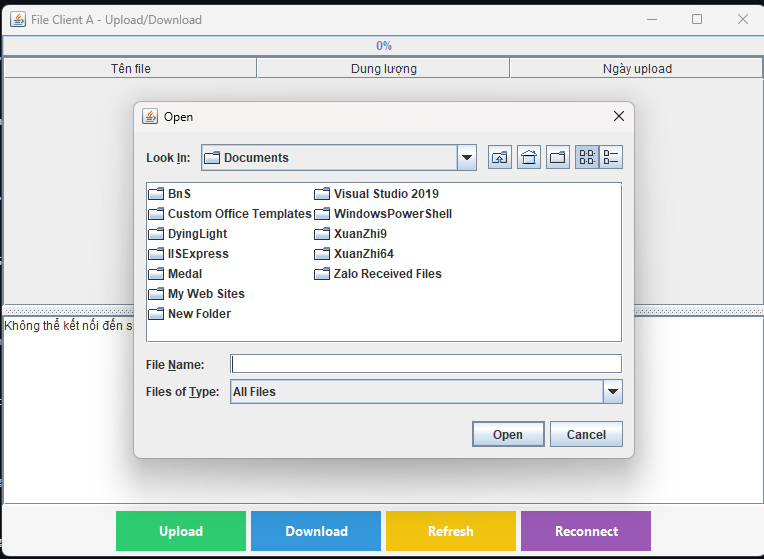 File Client A - Upload/Download
0%
Tên file Dung lượng Ngày upload
Open
Look In: Documents
BnS
Custom Office Templates
DyingLight
IISExpress
Medal
My Web Sites
New Folder
Visual Studio 2019
WindowsPowerShell
XuanZhi9
XuanZhi64
Zalo Received Files
Không thể kết nối đến s
File Name:
Files of Type: All Files
Open Cancel
Upload Download Refresh Reconnect